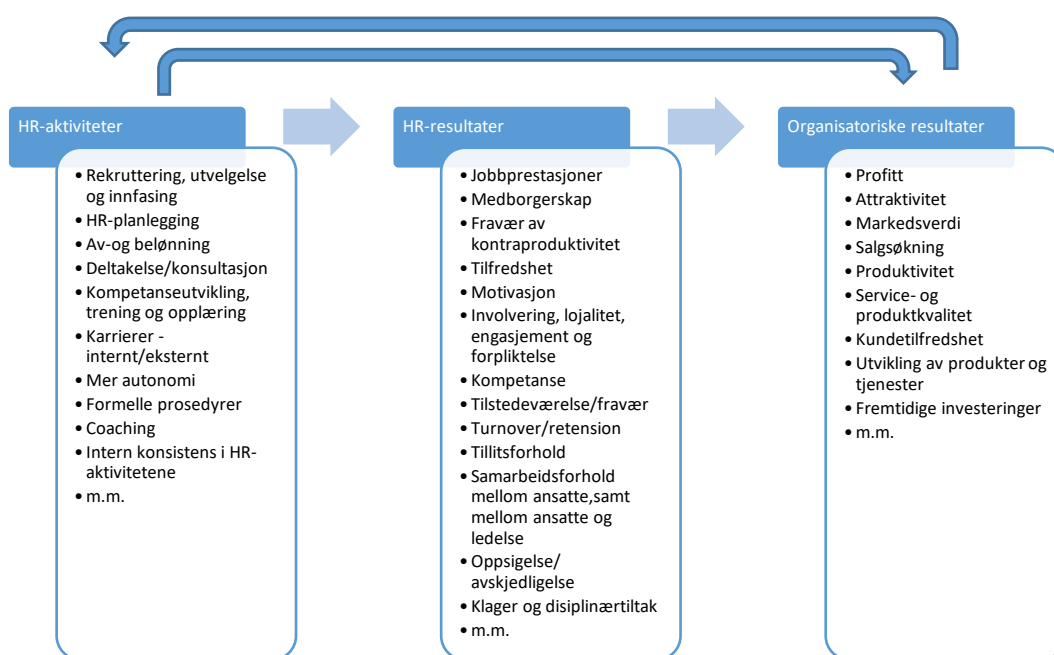 HR-aktiviteter
• Rekruttering, utvelgelse
og innfasing
• HR-planlegging
• Av-og belønning
• Deltakelse/konsultasjon
• Kompetanseutvikling,
trening og opplæring
• Karrierer -
internt/eksternt
• Mer autonomi
• Formelle prosedyrer
• Coaching
• Intern konsistens i HR-
aktivitetene
• m.m.
HR-resultater
• Jobbprestasjoner
• Medborgerskap
• Fravær av
kontraproduktivitet
• Tilfredshet
• Motivasjon
• Involvering, lojalitet,
engasjement og
forpliktelse
• Kompetanse
• Tilstedeværelse/fravær
• Turnover/retension
• Tillitsforhold
• Samarbeidsforhold
mellom ansatte,samt
mellom ansatte og
ledelse
• Oppsigelse/
avskjedligelse
• Klager og disiplinærtiltak
• m.m.
Organisatoriske resultater
• Profitt
• Attraktivitet
• Markedsverdi
• Salgsøkning
• Produktivitet
• Service- og
produktkvalitet
• Kundetilfredshet
• Utvikling av produkter og
tjenester
• Fremtidige investeringer
• m.m.